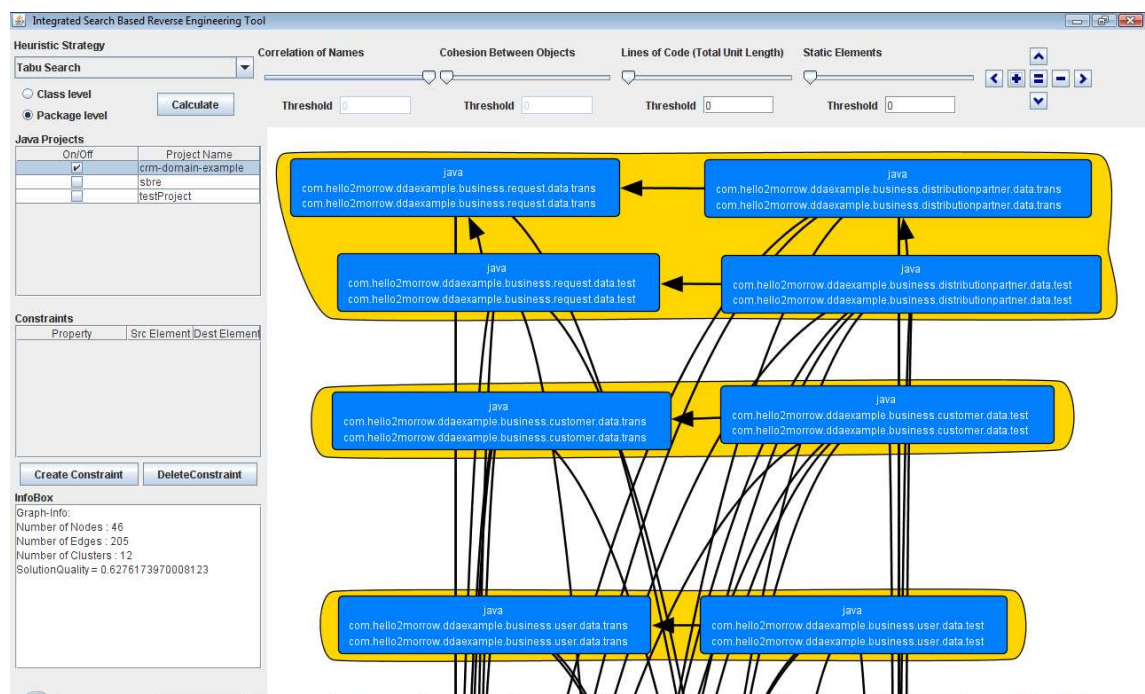 Integrated Search Based Reverse Engineering Tool
Heuristic Strategy
Tabu Search
Class level
Package level
Calculate
Correlation of Names
Threshold 0
Cohesion Between Objects
Threshold 0
Lines of Code (Total Unit Length)
Threshold 0
Static Elements
Threshold 0
Java Projects
On/Off Project Name
crm-domain-example
sbre
testProject
Constraints
Property Src Element Dest Element
Create Constraint DeleteConstraint
InfoBox
Graph-Info:
Number of Nodes : 46
Number of Edges : 205
Number of Clusters : 12
SolutionQuality = 0.6276173970008123
java
com.hello2morrow.ddaexample.business.request.data.trans
com.hello2morrow.ddaexample.business.request.data.trans
java
com.hello2morrow.ddaexample.business.distributionpartner.data.trans
com.hello2morrow.ddaexample.business.distributionpartner.data.trans
java
com.hello2morrow.ddaexample.business.request.data.test
com.hello2morrow.ddaexample.business.request.data.test
java
com.hello2morrow.ddaexample.business.distributionpartner.data.test
com.hello2morrow.ddaexample.business.distributionpartner.data.test
java
com.hello2morrow.ddaexample.business.customer.data.trans
com.hello2morrow.ddaexample.business.customer.data.trans
java
com.hello2morrow.ddaexample.business.customer.data.test
com.hello2morrow.ddaexample.business.customer.data.test
java
com.hello2morrow.ddaexample.business.user.data.trans
com.hello2morrow.ddaexample.business.user.data.trans
java
com.hello2morrow.ddaexample.business.user.data.test
com.hello2morrow.ddaexample.business.user.data.test